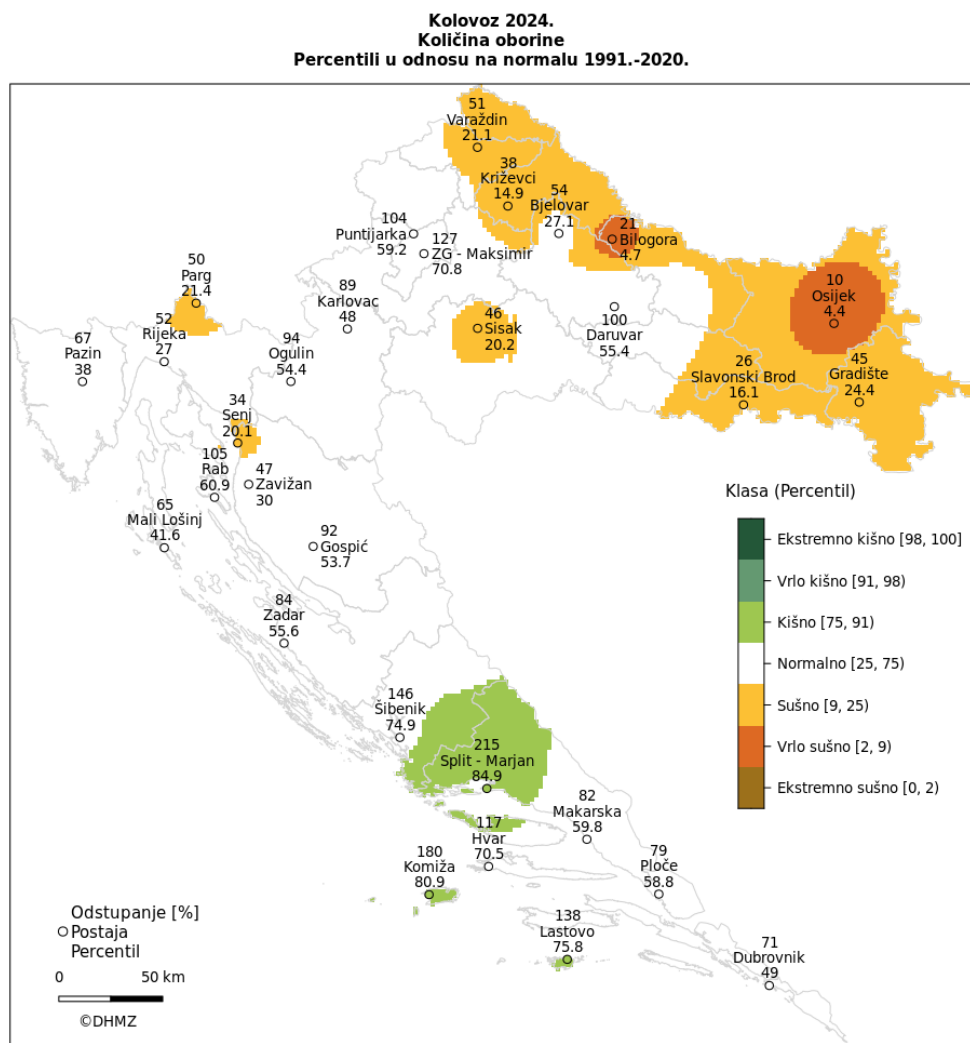 Kolovoz 2024.
Količina oborine
Percentili u odnosu na normalu 1991.-2020.
51
Varaždin
21.1
38
Križevci
14.9
54
Bjelovar
27.1
21
Bilogora
4.7
104
Puntijarka
59.2
127
ZG - Maksimir
70.8
50
Parg
21.4
89
Karlovac
48
10
Osijek
4.4
52
Rijeka
27
67
Pazin
38
94
Ogulin
54.4
46
Sisak
20.2
100
Daruvar
55.4
26
Slavonski Brod
16.1
45
Gradište
24.4
34
Senj
20.1
105
Rab
60.9
47
Zavižan
30
65
Mali Lošinj
41.6
92
Gospić
53.7
84
Zadar
55.6
Klasa (Percentil)
Ekstremno kišno [98, 100]
Vrlo kišno [91, 98)
Kišno [75, 91)
Normalno [25, 75)
Sušno [9, 25)
Vrlo sušno [2, 9)
Ekstremno sušno [0, 2)
146
Šibenik
74.9
215
Split - Marjan
84.9
82
Makarska
59.8
117
Hvar
70.5
180
Komiža
80.9
79
Ploče
58.8
138
Lastovo
75.8
71
Dubrovnik
49
Odstupanje [%]
Postaja
Percentil
0 50 km
©DHMZ